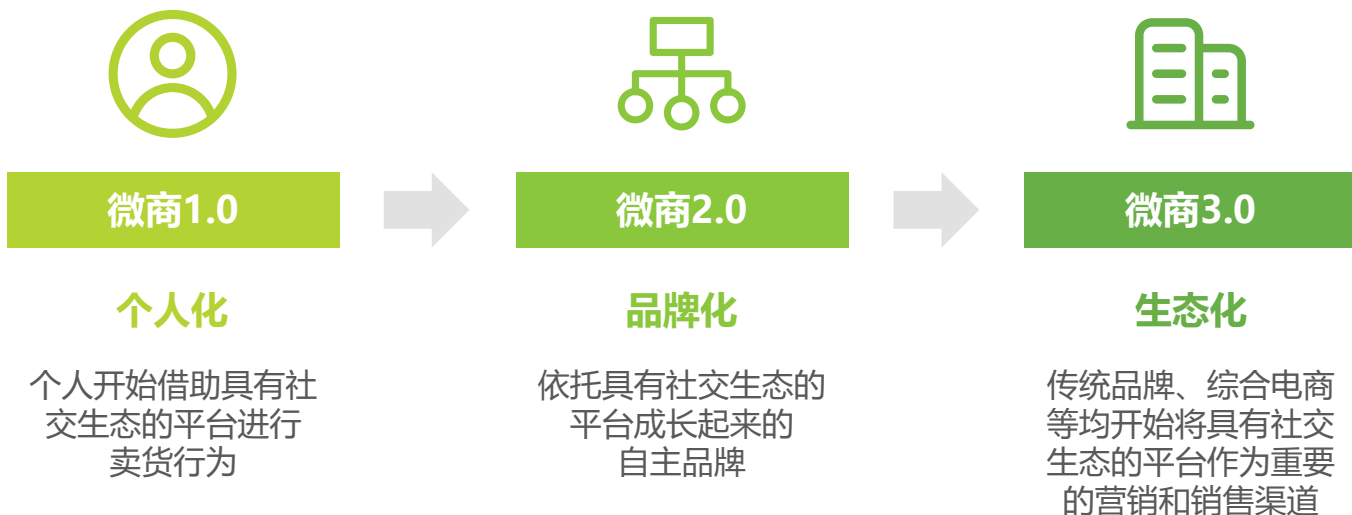 微商1.0
微商2.0
微商3.0
个人化
品牌化
生态化
个人开始借助具有社
交生态的平台进行
卖货行为
依托具有社交生态的
平台成长起来的
自主品牌
传统品牌、综合电商
等均开始将具有社交
生态的平台作为重要
的营销和销售渠道